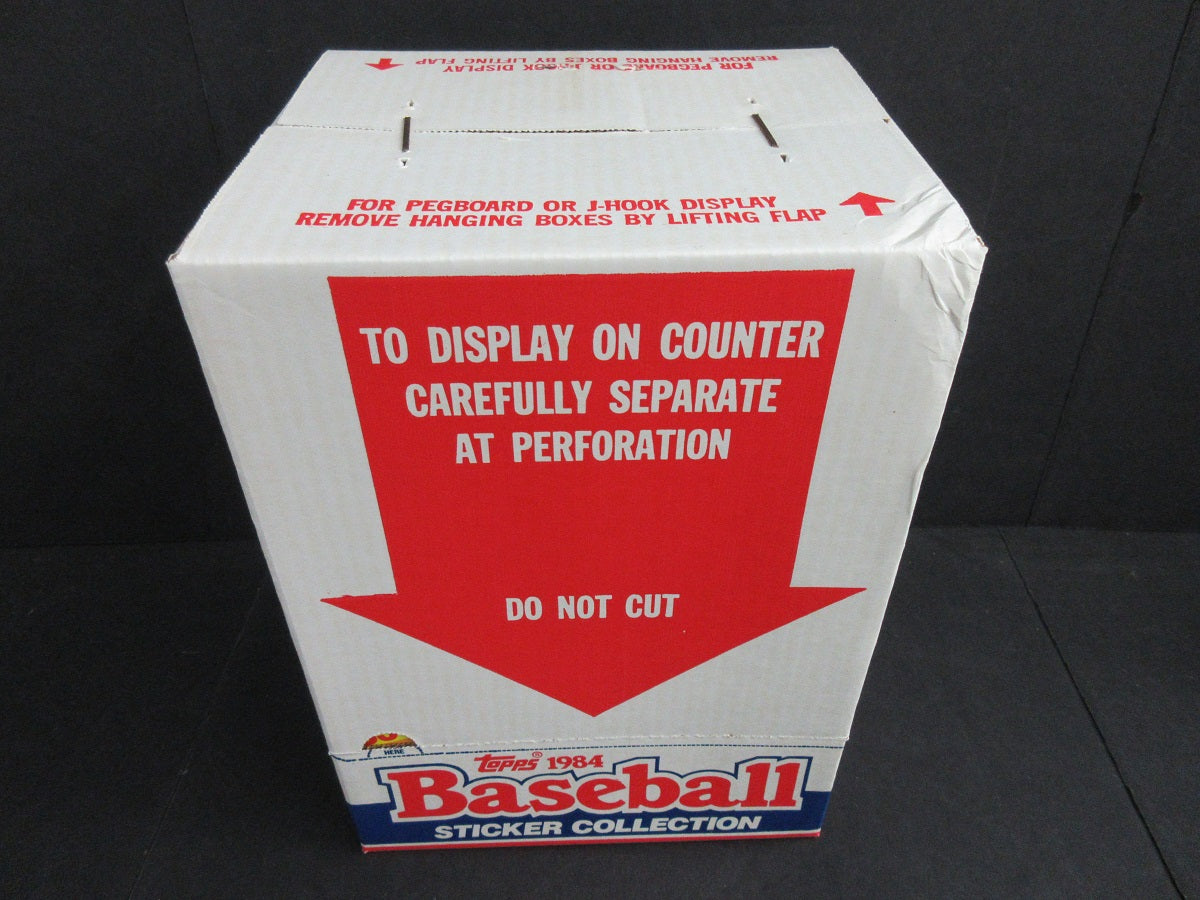 FOR PEGBOARD OR J-HOOK DISPLAY
REMOVE HANGING BOXES BY LIFTING FLAP
FOR PEGBOARD OR J-HOOK DISPLAY
REMOVE HANGING BOXES BY LIFTING FLAP
TO DISPLAY ON COUNTER
CAREFULLY SEPARATE
AT PERFORATION
DO NOT CUT
HERE
topps® 1984
Baseball
STICKER COLLECTION